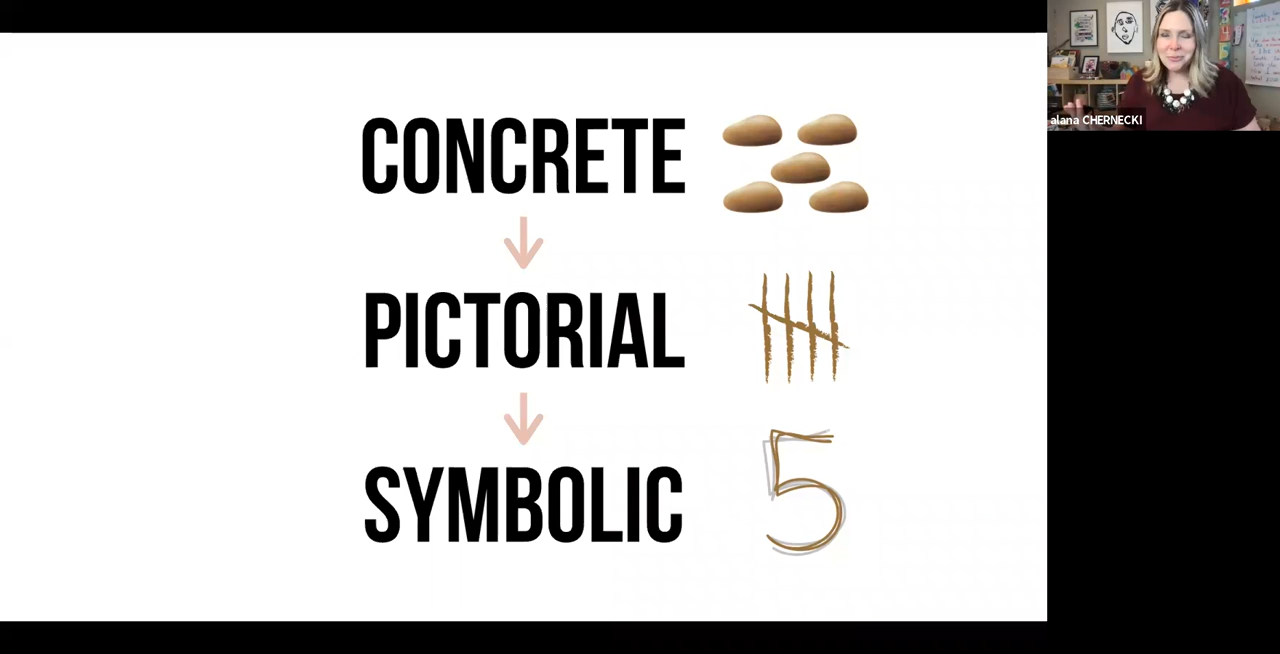 CONCRETE
PICTORIAL
SYMBOLIC
5
alana CHERNECKI